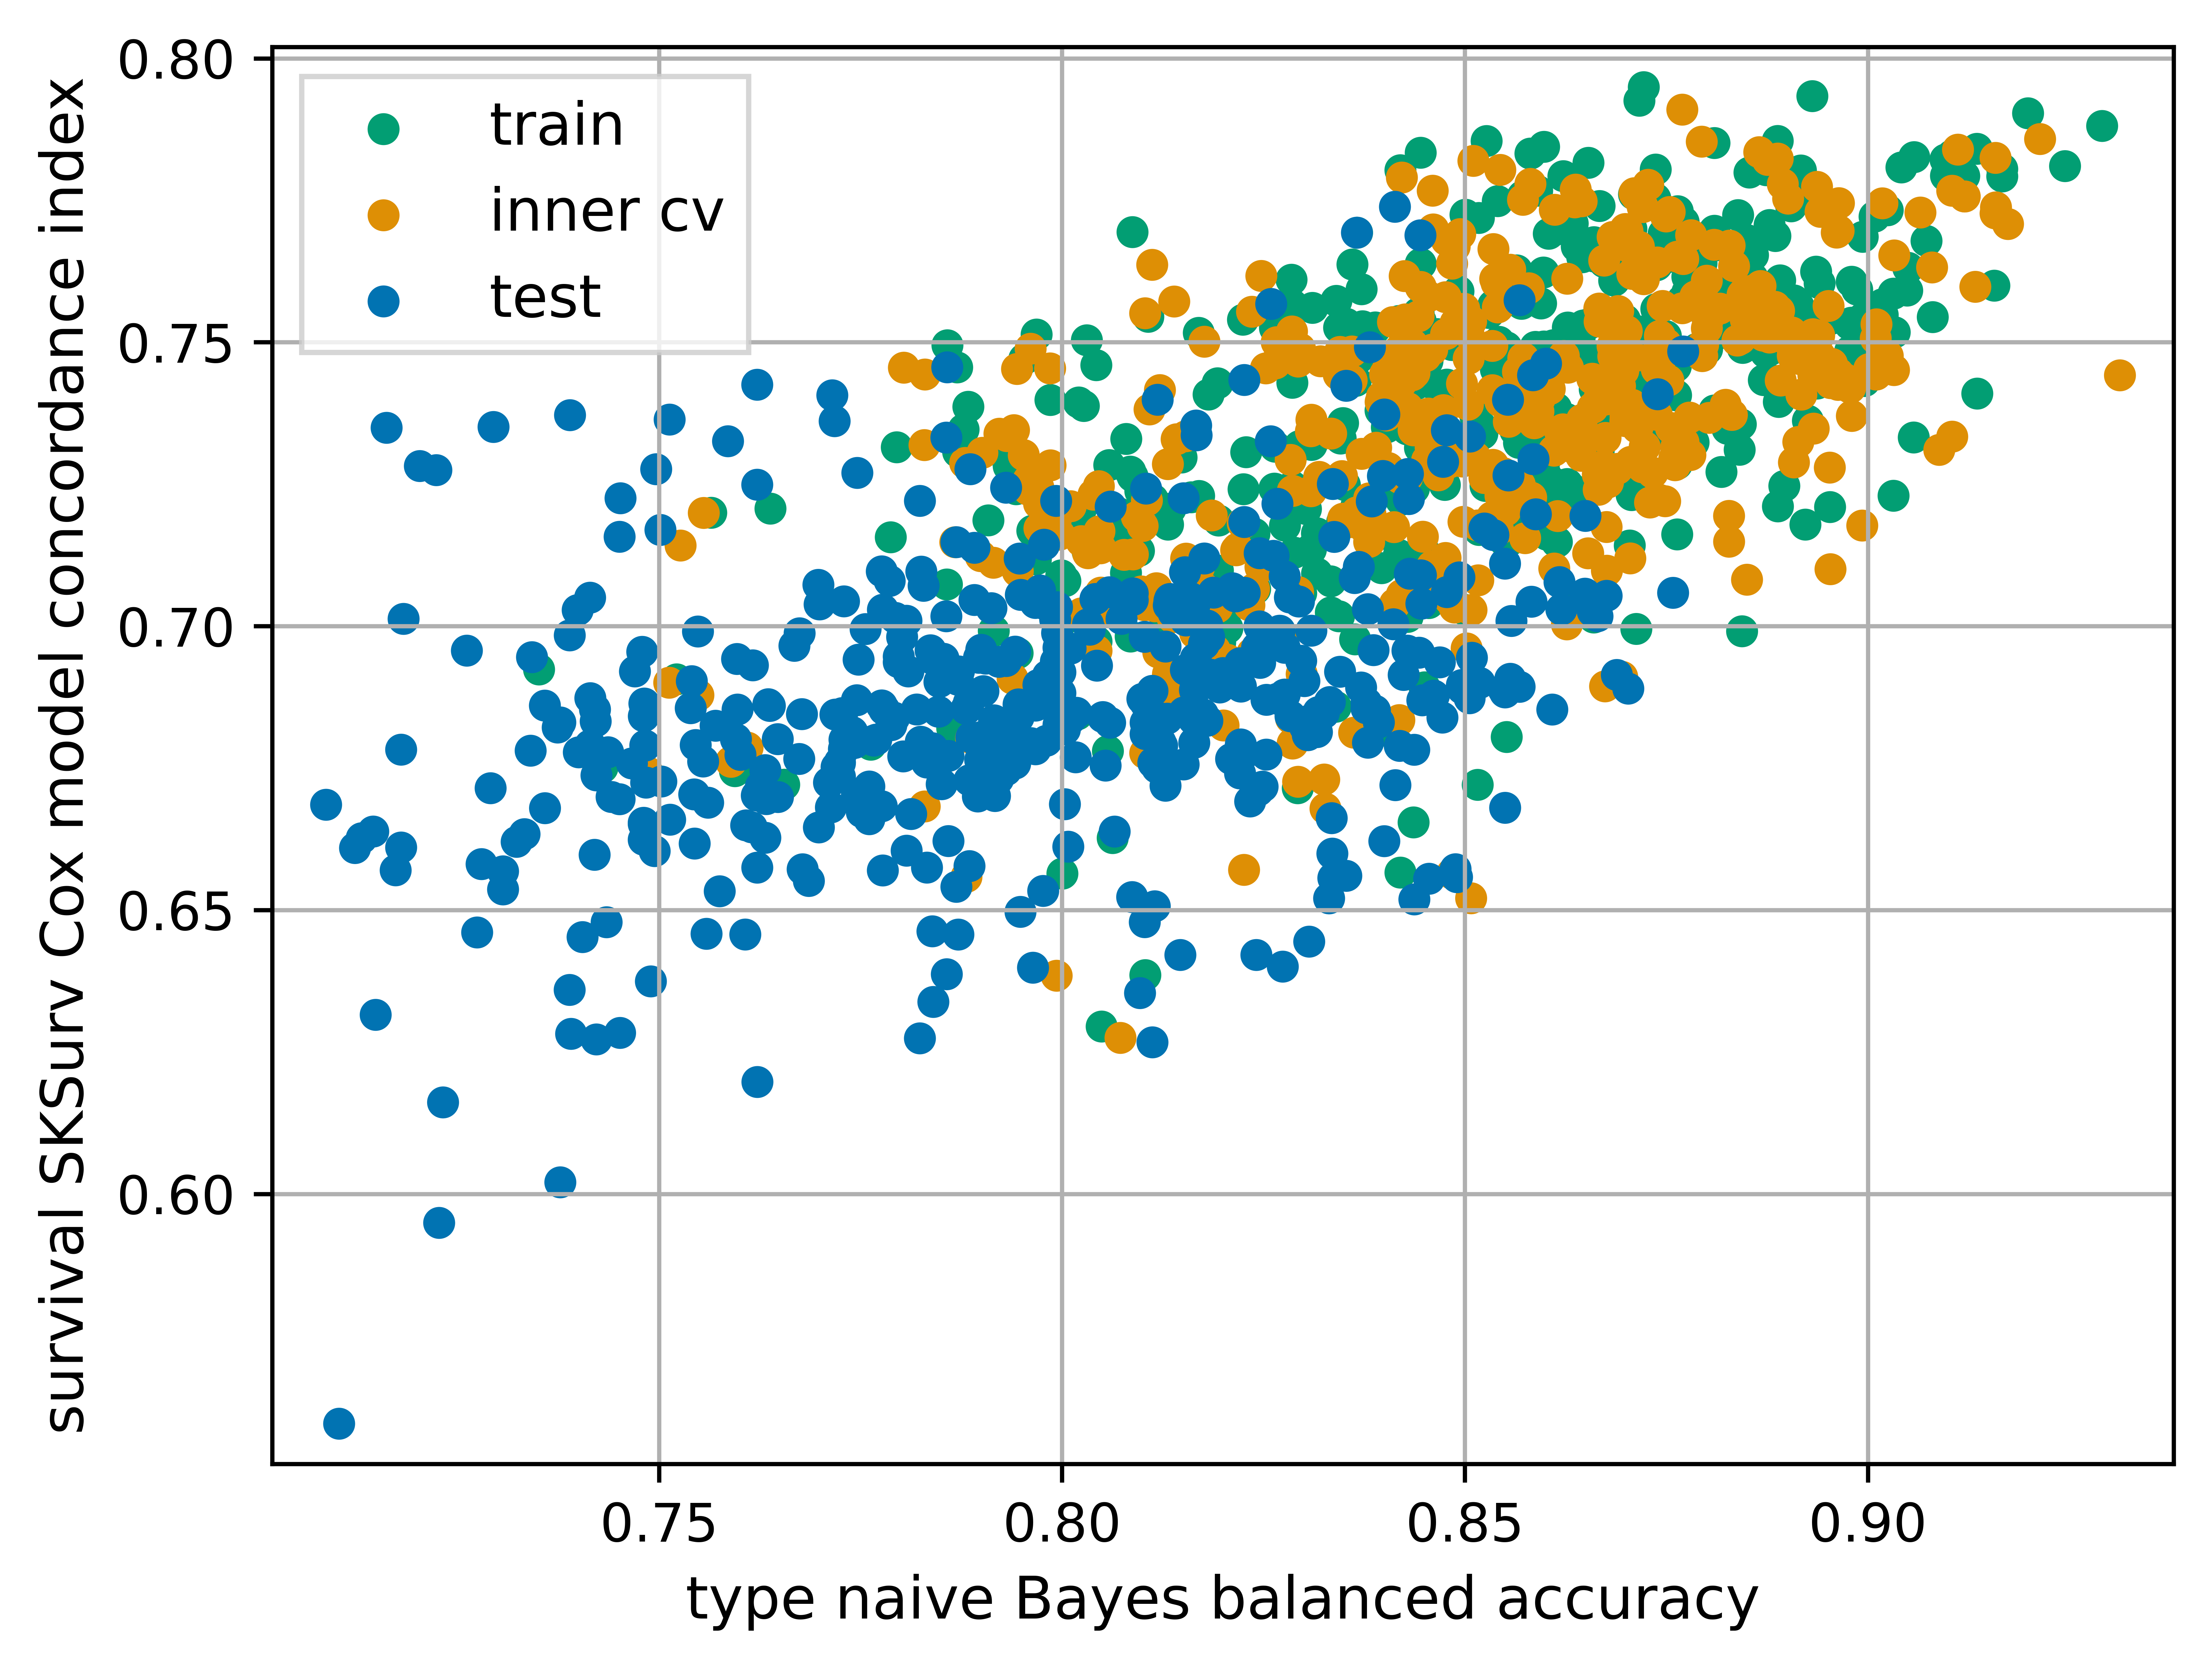 survival SKSurv Cox model concordance index
0.80
0.75
0.70
0.65
0.60
train
inner cv
test
0.75 0.80 0.85 0.90
type naive Bayes balanced accuracy